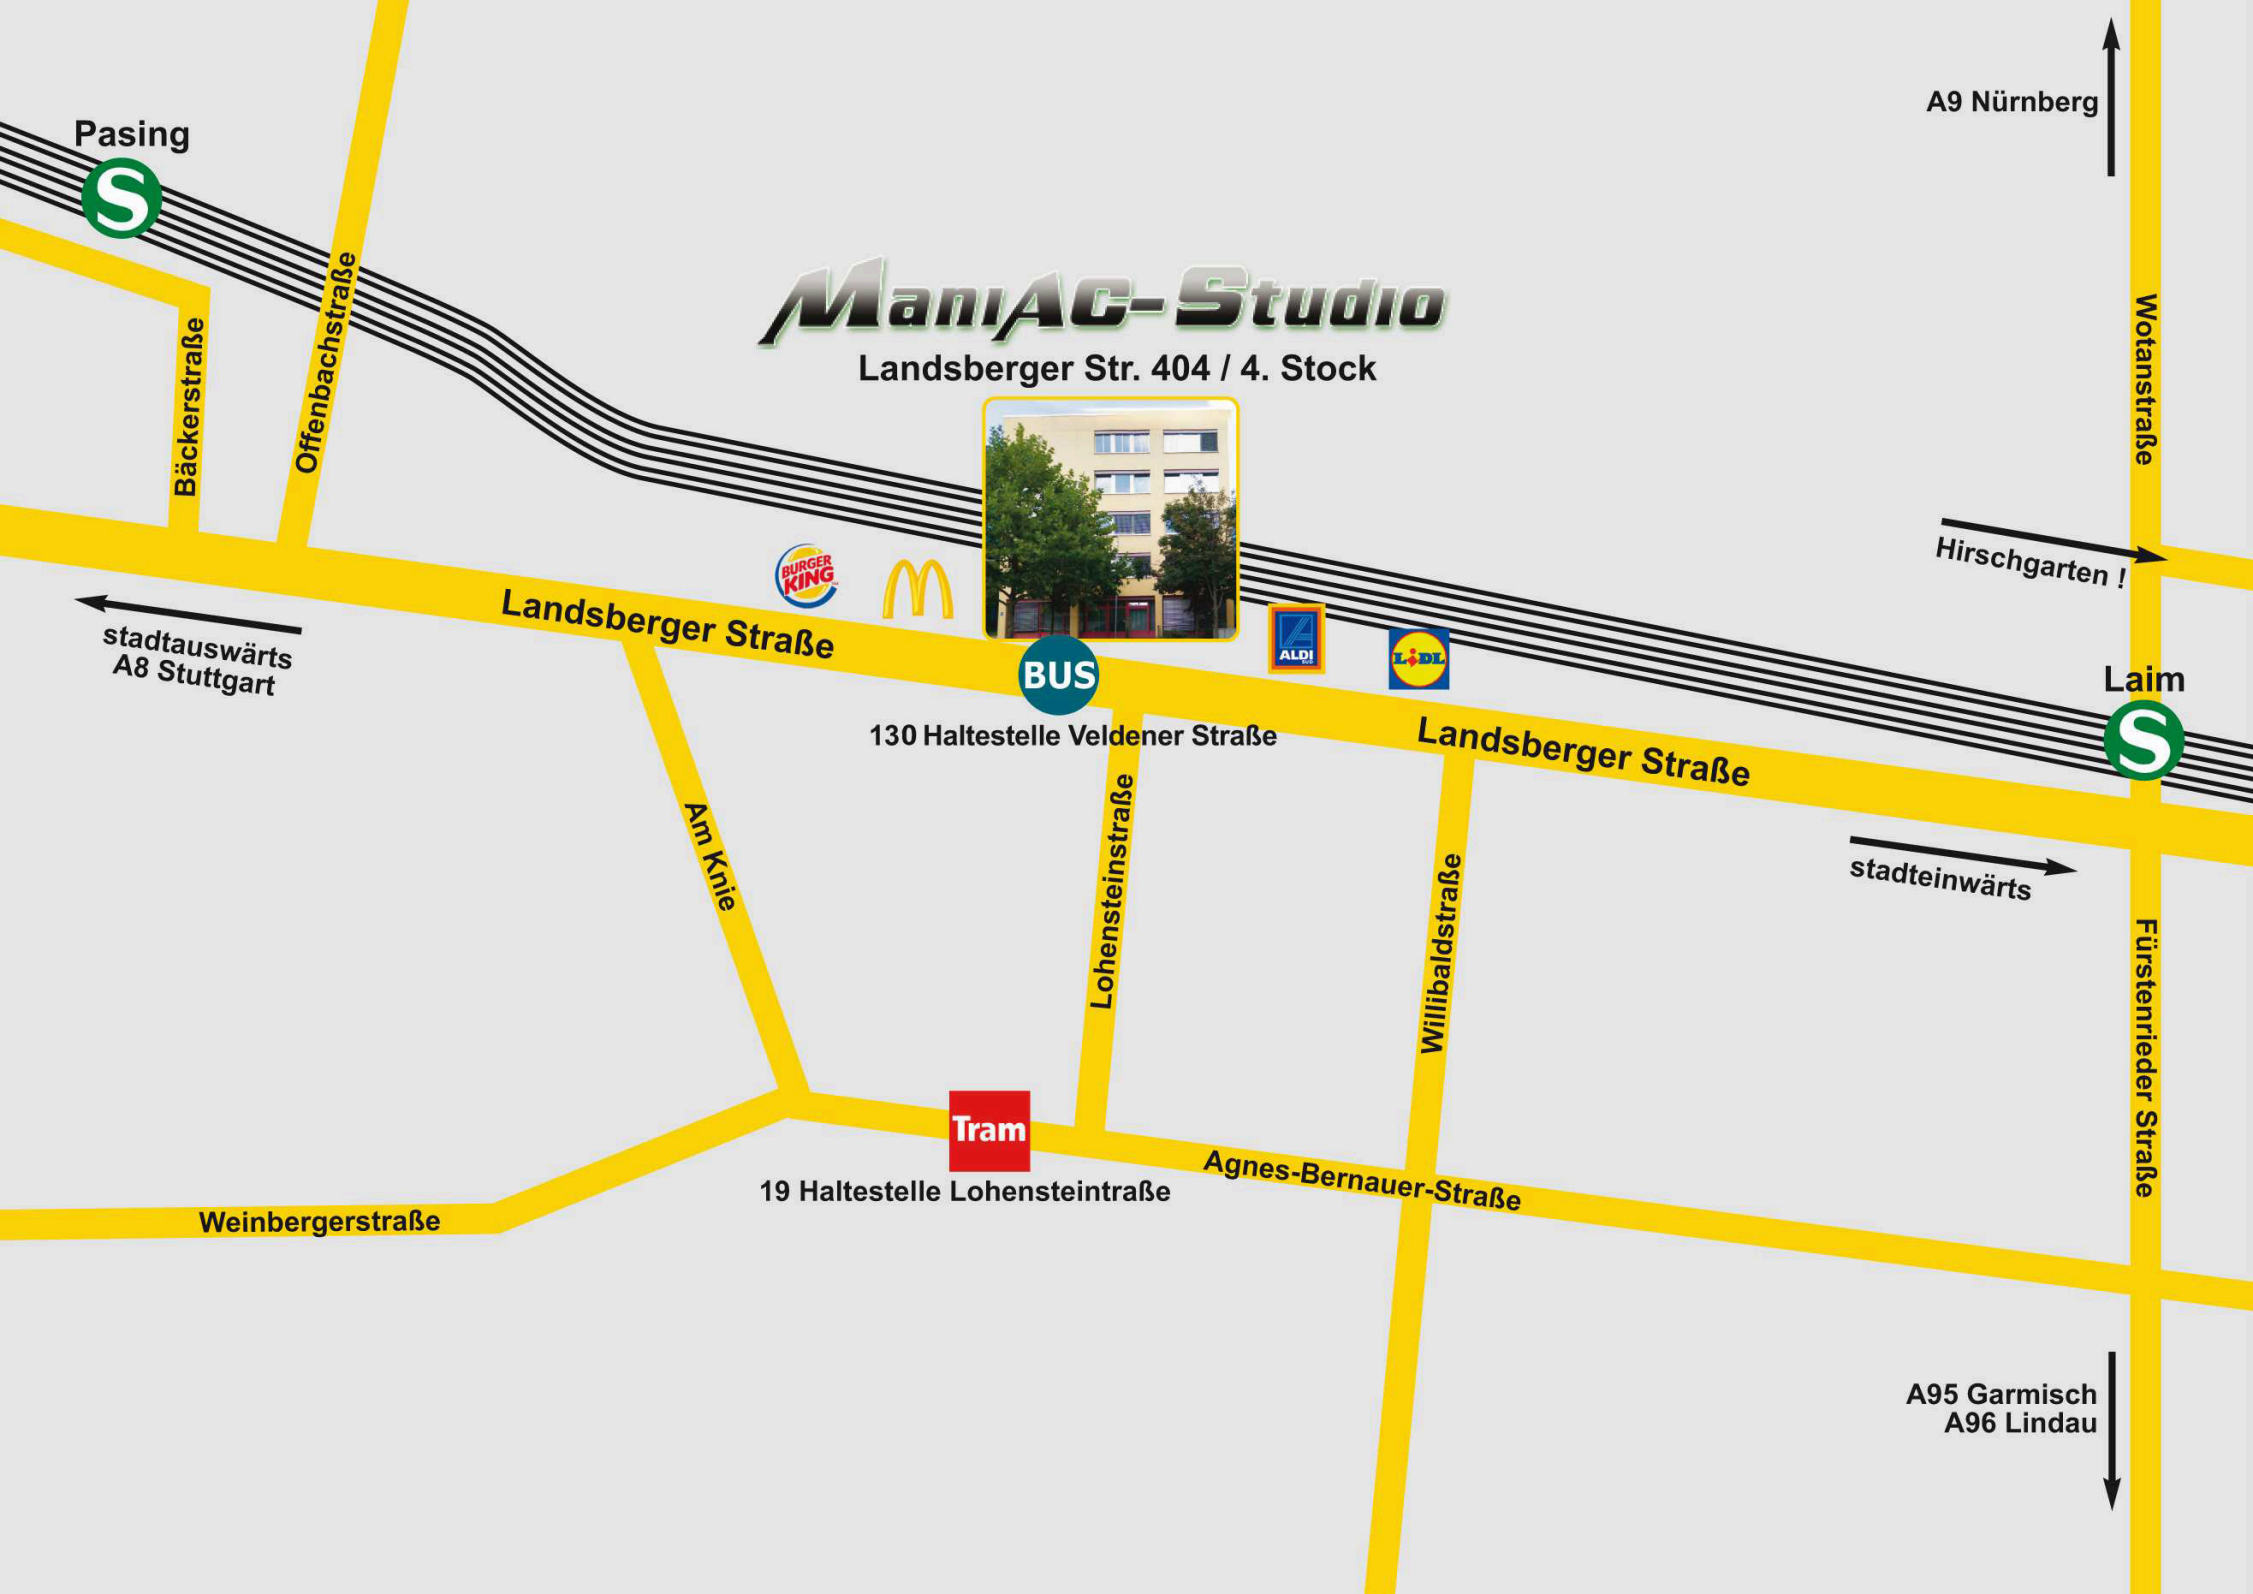 A9 Nürnberg
Pasing
S
Offenbachstraße
Bäckerstraße
ManiAC-Studio
Landsberger Str. 404 / 4. Stock
Wotanstraße
Hirschgarten !
BURGER
KING
Landsberger Straße
stadtauswärts
A8 Stuttgart
ALDI
SÜD
LIDL
BUS
130 Haltestelle Veldener Straße
Laim
S
Landsberger Straße
stadteinwärts
Am Knie
Lohensteinstraße
Willibaldstraße
Fürstenrieder Straße
Tram
19 Haltestelle Lohensteintraße
Agnes-Bernauer-Straße
Weinbergerstraße
A95 Garmisch
A96 Lindau